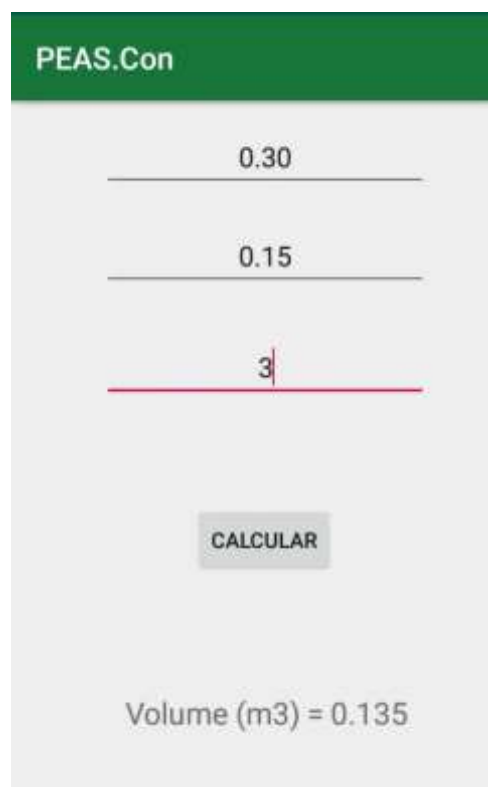 PEAS.Con
0.30
0.15
3
CALCULAR
Volume (m3) = 0.135